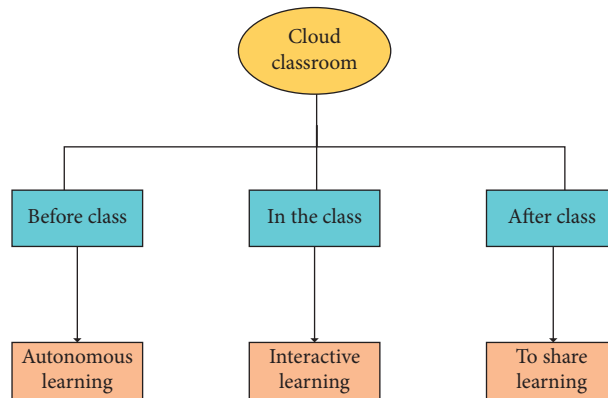 Cloud
classroom
Before class
In the class
After class
Autonomous
learning
Interactive
learning
To share
learning